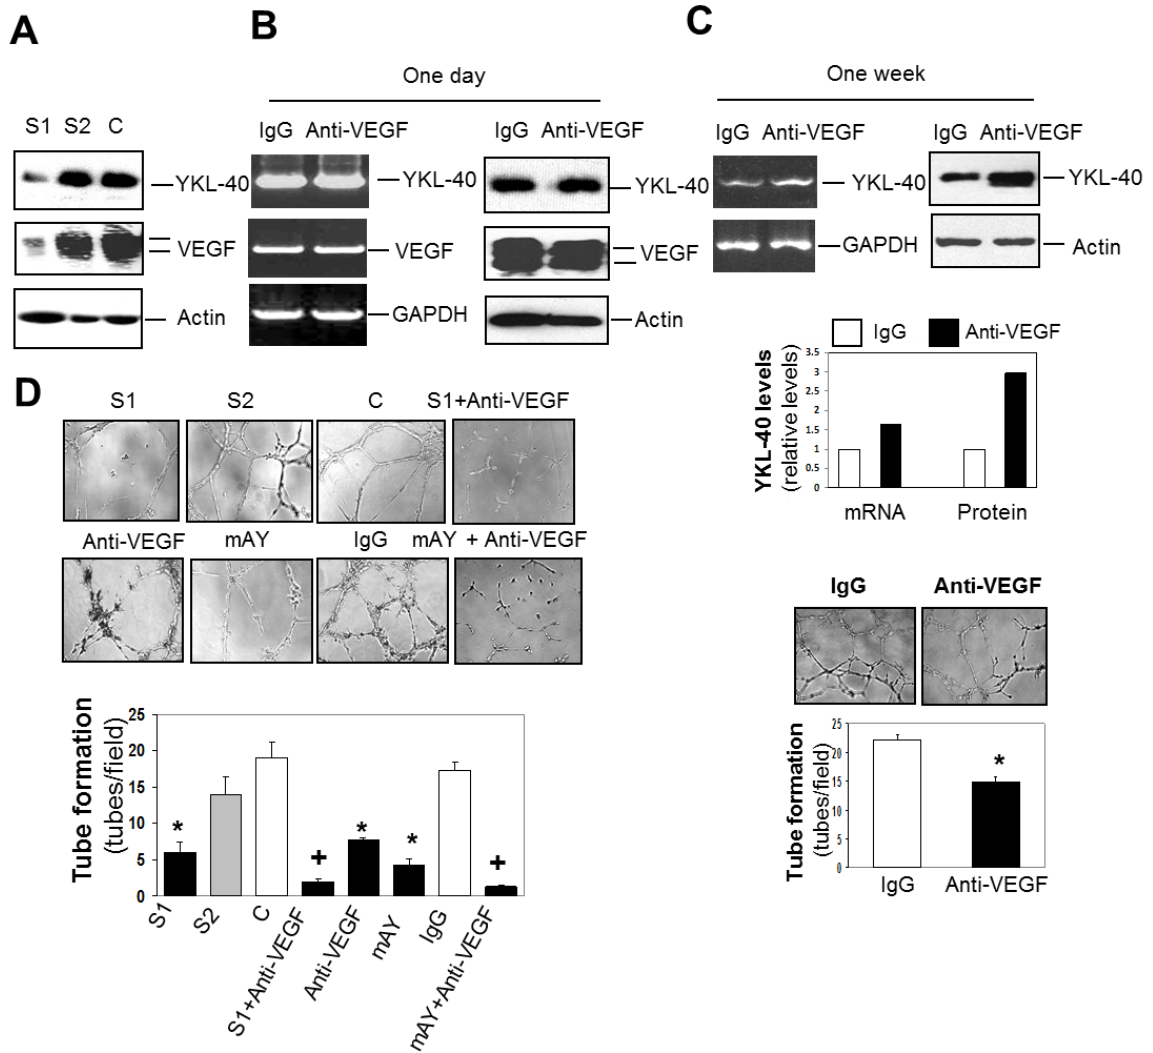 A
S1 S2 C
YKL-40
VEGF
Actin
B
One day
IgG Anti-VEGF
YKL-40
VEGF
GAPDH
IgG Anti-VEGF
YKL-40
VEGF
Actin
C
One week
IgG Anti-VEGF
YKL-40
GAPDH
IgG Anti-VEGF
YKL-40
Actin
IgG Anti-VEGF
YKL-40 levels
(relative levels)
3.5
3
2.5
2
1.5
1
0.5
0
mRNA Protein
IgG Anti-VEGF
Tube formation
(tubes/field)
25
20
15
10
5
0
*
IgG Anti-VEGF
D
S1 S2 C S1+Anti-VEGF
Anti-VEGF mAY IgG mAY + Anti-VEGF
Tube formation
(tubes/field)
25
20
15
10
5
0
* + * * +
S1
S2
C
S1+Anti-VEGF
Anti-VEGF
mAY
IgG
mAY+Anti-VEGF